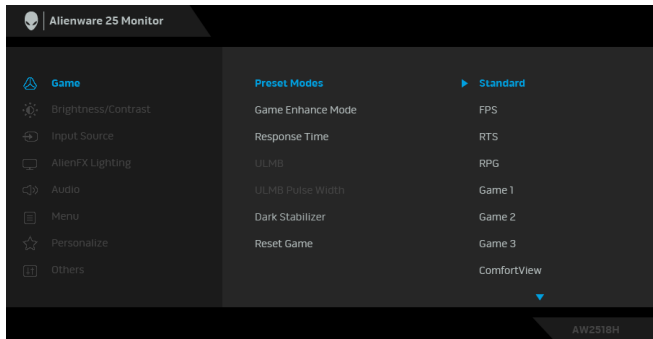 Alienware 25 Monitor
Game Preset Modes Standard
Brightness/Contrast Game Enhance Mode FPS
Input Source Response Time RTS
AlienFX Lighting ULMB RPG
Audio ULMB Pulse Width Game 1
Menu Dark Stabilizer Game 2
Personalize Reset Game Game 3
Others ComfortView
AW2518H